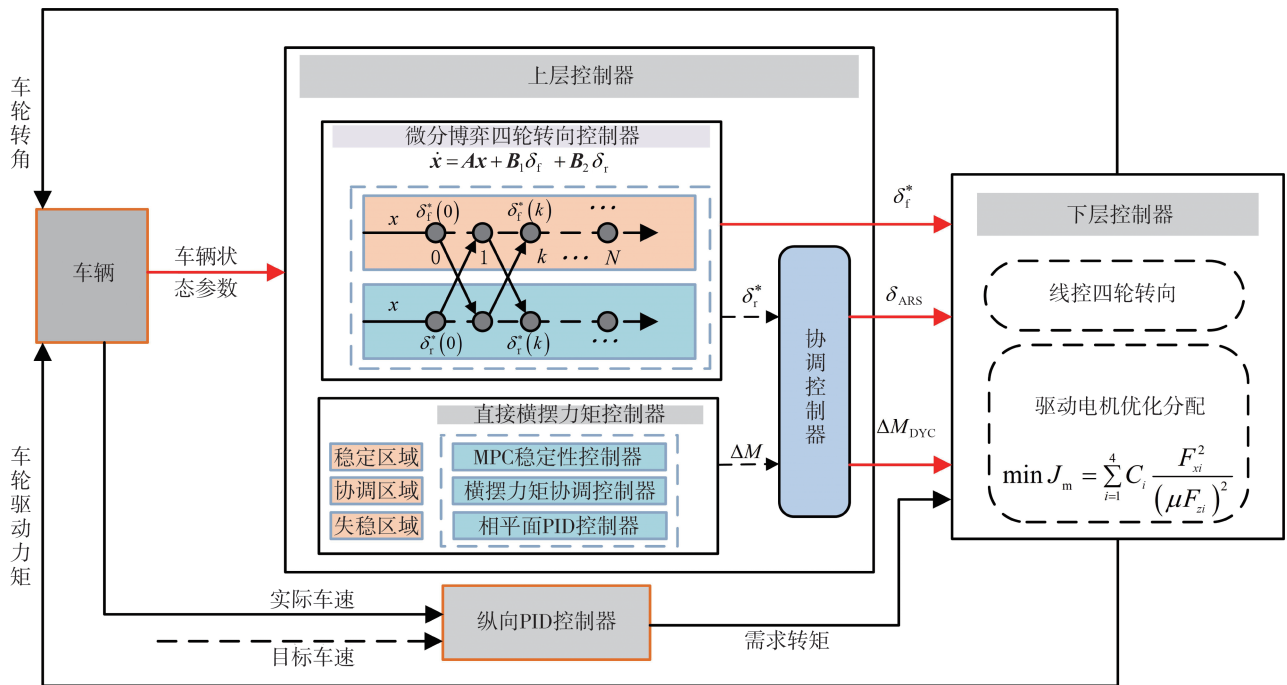 车轮转角
车辆
车辆状
态参数
车轮驱动力矩
上层控制器
微分博弈四轮转向控制器
ẋ = Ax + B₁δ_f + B₂δ_r
x δ_f^*(0) δ_f^*(k) ···
0 1 k ··· N
x
δ_r^*(0) δ_r^*(k) ···
直接横摆力矩控制器
稳定区域 MPC稳定性控制器
协调区域 横摆力矩协调控制器
失稳区域 相平面PID控制器
δ_f^*
δ_r^*
ΔM
协调控制器
δ_ARS
ΔM_DYC
下层控制器
线控四轮转向
驱动电机优化分配
min J_m = ∑_{i=1}^{4} C_i F_{xi}^2 / (μF_{zi})^2
实际车速
目标车速
纵向PID控制器
需求转矩